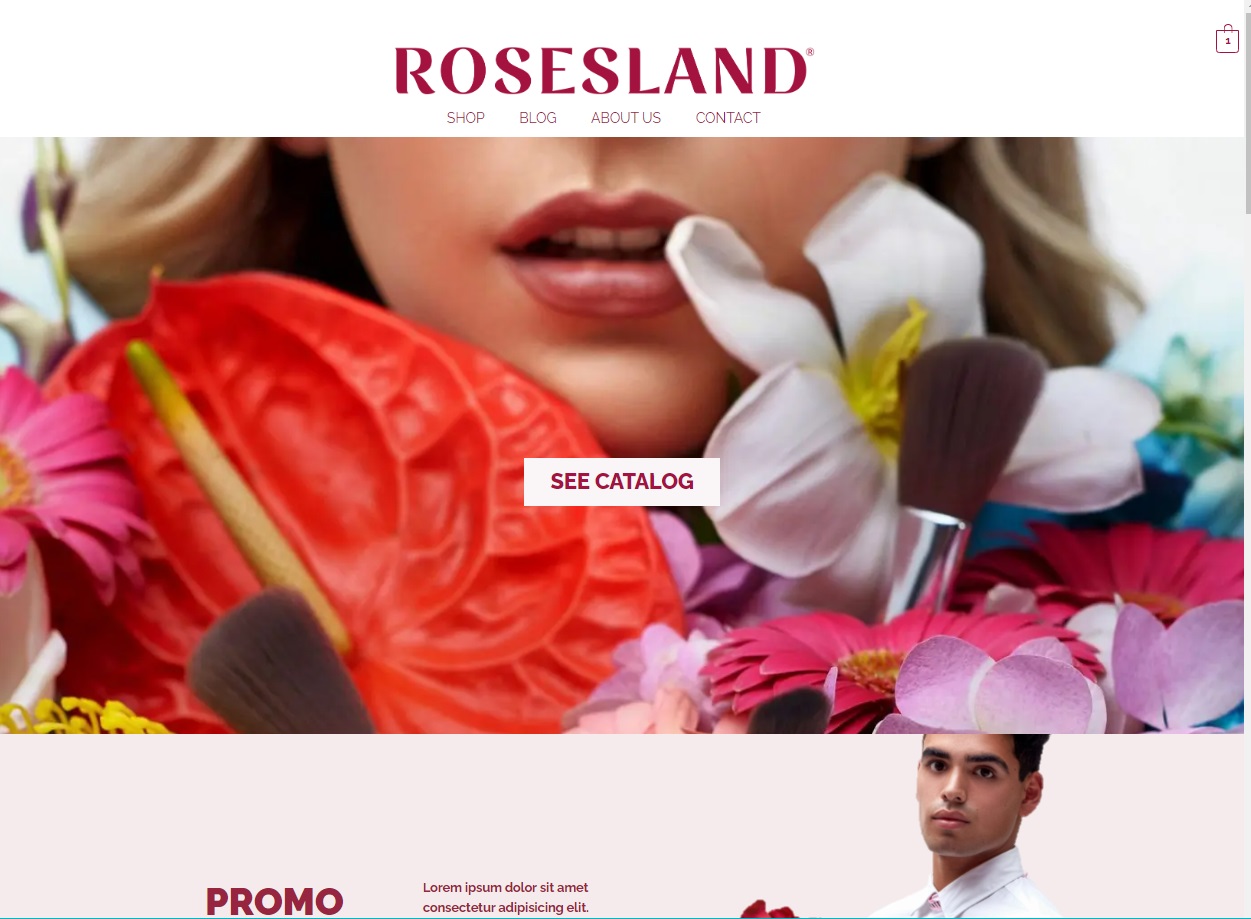 1
ROSESLAND®
SHOP BLOG ABOUT US CONTACT
SEE CATALOG
PROMO
Lorem ipsum dolor sit amet
consectetur adipisicing elit.